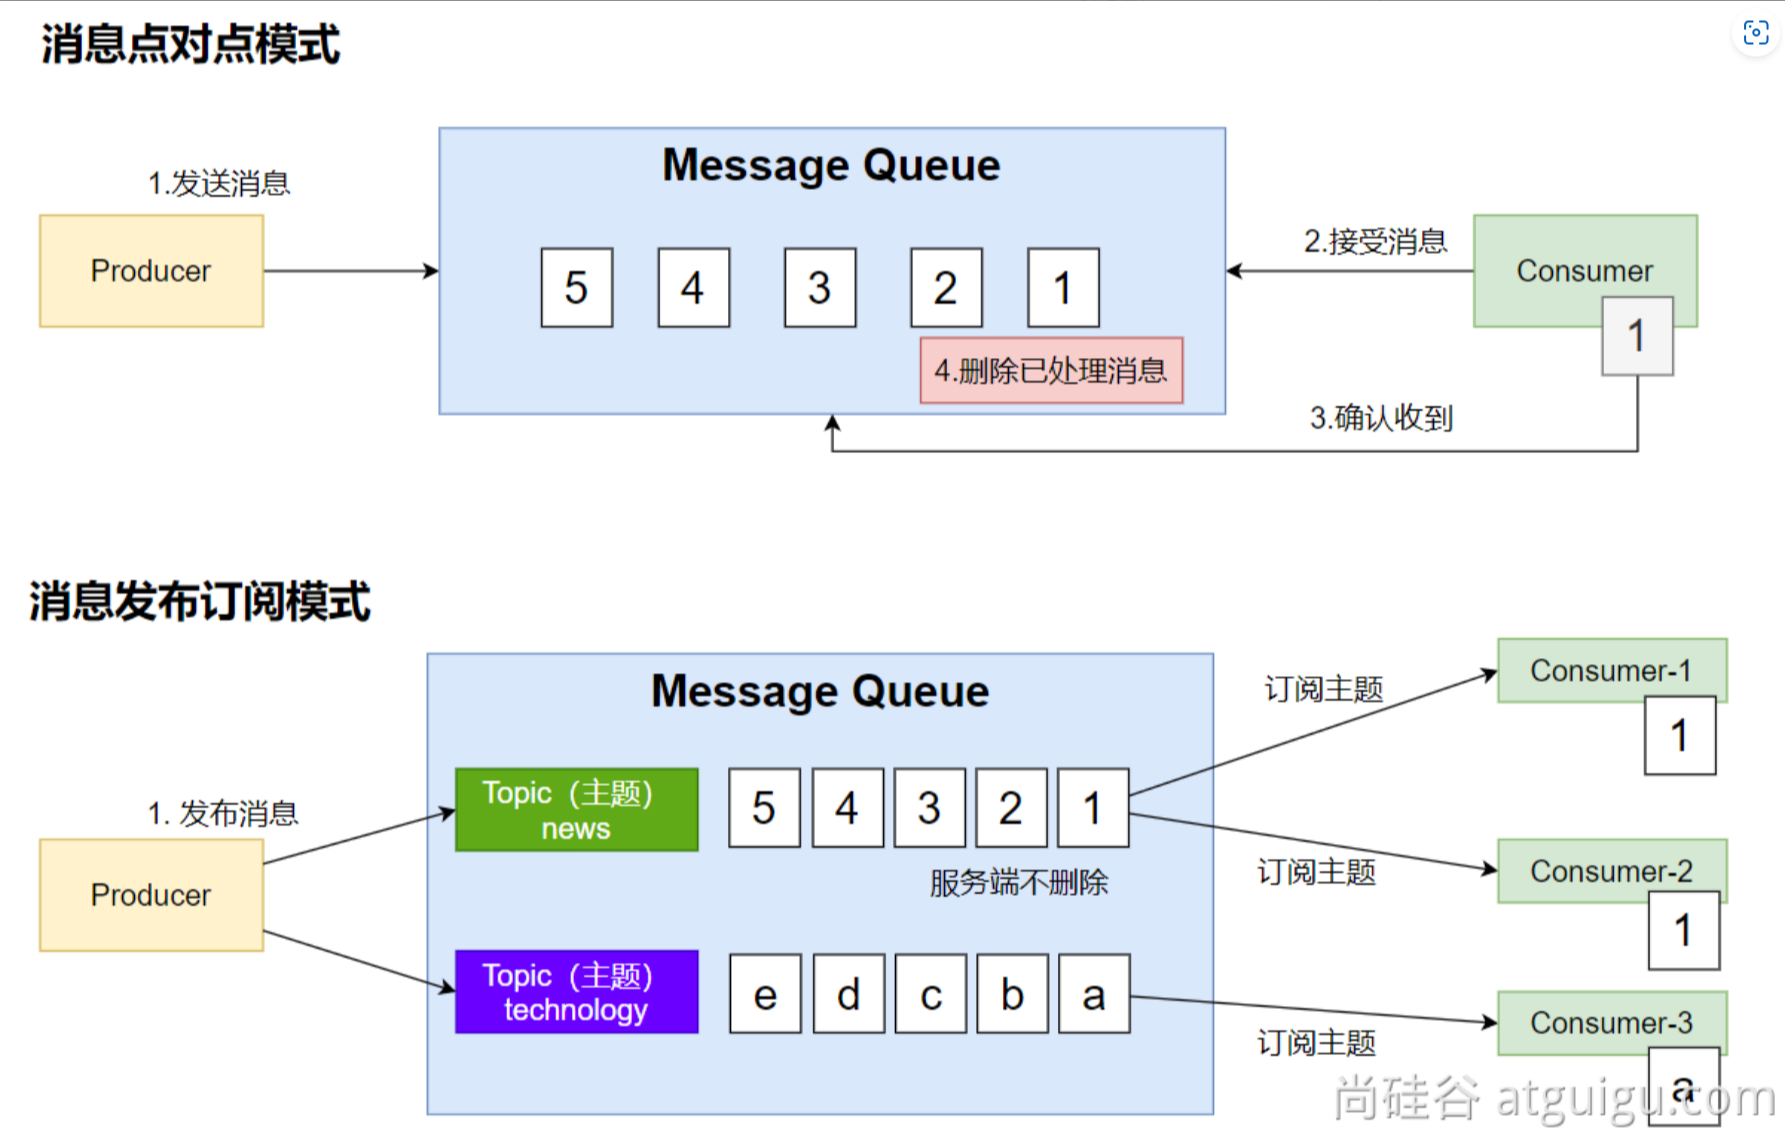 消息点对点模式
Message Queue
1.发送消息
Producer
5 4 3 2 1
4.删除已处理消息
2.接受消息
Consumer
1
3.确认收到
消息发布订阅模式
Message Queue
1. 发布消息
Producer
Topic（主题）
news
5 4 3 2 1
服务端不删除
Topic（主题）
technology
e d c b a
订阅主题
Consumer-1
1
订阅主题
Consumer-2
1
订阅主题
Consumer-3
a
尚硅谷 atguigu.com